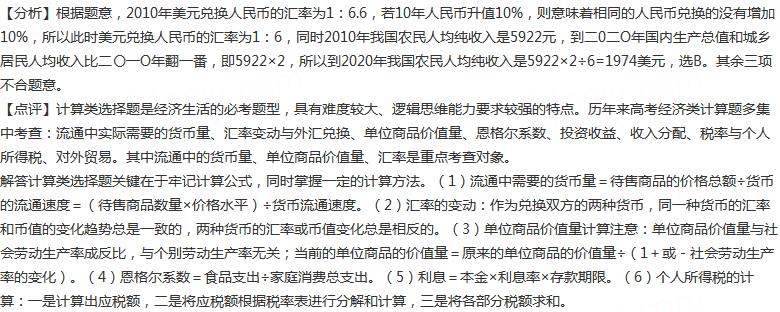 【分析】根据题意，2010年美元兑换人民币的汇率为1：6.6，若10年人民币升值10%，则意味着相同的人民币兑换的没有增加
10%，所以此时美元兑换人民币的汇率为1：6，同时2010年我国农民人均纯收入是5922元，到二0二O年国内生产总值和城乡
居民人均收入比二〇一O年翻一番，即5922×2，所以到2020年我国农民人均纯收入是5922×2÷6=1974美元，选B。其余三项
不合题意。
【点评】计算类选择题是经济生活的必考题型，具有难度较大、逻辑思维能力要求较强的特点。历年来高考经济类计算题多集
中考查：流通中实际需要的货币量、汇率变动与外汇兑换、单位商品价值量、恩格尔系数、投资收益、收入分配、税率与个人
所得税、对外贸易。其中流通中的货币量、单位商品价值量、汇率是重点考查对象。
解答计算类选择题关键在于牢记计算公式，同时掌握一定的计算方法。（1）流通中需要的货币量＝待售商品的价格总额÷货币
的流通速度＝（待售商品数量×价格水平）÷货币流通速度。（2）汇率的变动：作为兑换双方的两种货币，同一种货币的汇率
和币值的变化趋势总是一致的，两种货币的汇率或币值变化总是相反的。（3）单位商品价值量计算注意：单位商品价值量与社
会劳动生产率成反比，与个别劳动生产率无关；当前的单位商品的价值量＝原来的单位商品的价值量÷（1＋或－社会劳动生产
率的变化）。（4）恩格尔系数＝食品支出÷家庭消费总支出。（5）利息＝本金×利息率×存款期限。（6）个人所得税的计
算：一是计算出应税额，二是将应税额根据税率表进行分解和计算，三是将各部分税额求和。